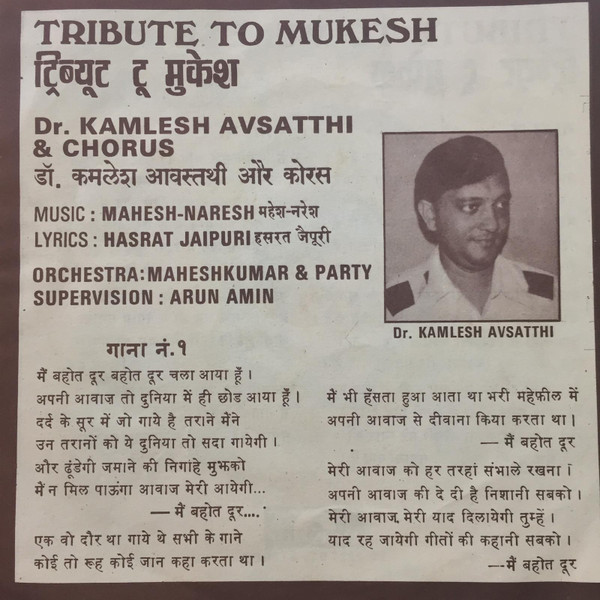 TRIBUTE TO MUKESH
ट्रिब्यूट टू मुकेश
Dr. KAMLESH AVSATTHI
& CHORUS
डॉ. कमलेश आवस्तथी और कोरस
MUSIC : MAHESH-NARESH महेश-नरेश
LYRICS : HASRAT JAIPURI हसरत जैपूरी
ORCHESTRA: MAHESHKUMAR & PARTY
SUPERVISION : ARUN AMIN
Dr. KAMLESH AVSATTHI
गाना नं.१
मैं बहोत दूर बहोत दूर चला आया हूँ ।
अपनी आवाज तो दुनिया में ही छोड आया हूँ ।
दर्द के सूर में जो गाये है तराने मैंने
उन तरानों को ये दुनिया तो सदा गायेगी ।
और ढूंडेगी जमाने की निगाहे मुझको
मैं न मिल पाऊंगा आवाज मेरी आयेगी...
— मैं बहोत दूर....
एक वो दौर था गाये थे सभी के गाने
कोई तो रूह कोई जान कहा करता था ।
मैं भी हँसता हुआ आता था भरी महेफील में
अपनी आवाज से दीवाना किया करता था ।
— मैं बहोत दूर
मेरी आवाज को हर तरहां संभाले रखना ।
अपनी आवाज की दे दी है निशानी सबको ।
मेरी आवाज मेरी याद दिलायेगी तुम्हें ।
याद रह जायेगी गीतों की कहानी सबको ।
—मैं बहोत दूर